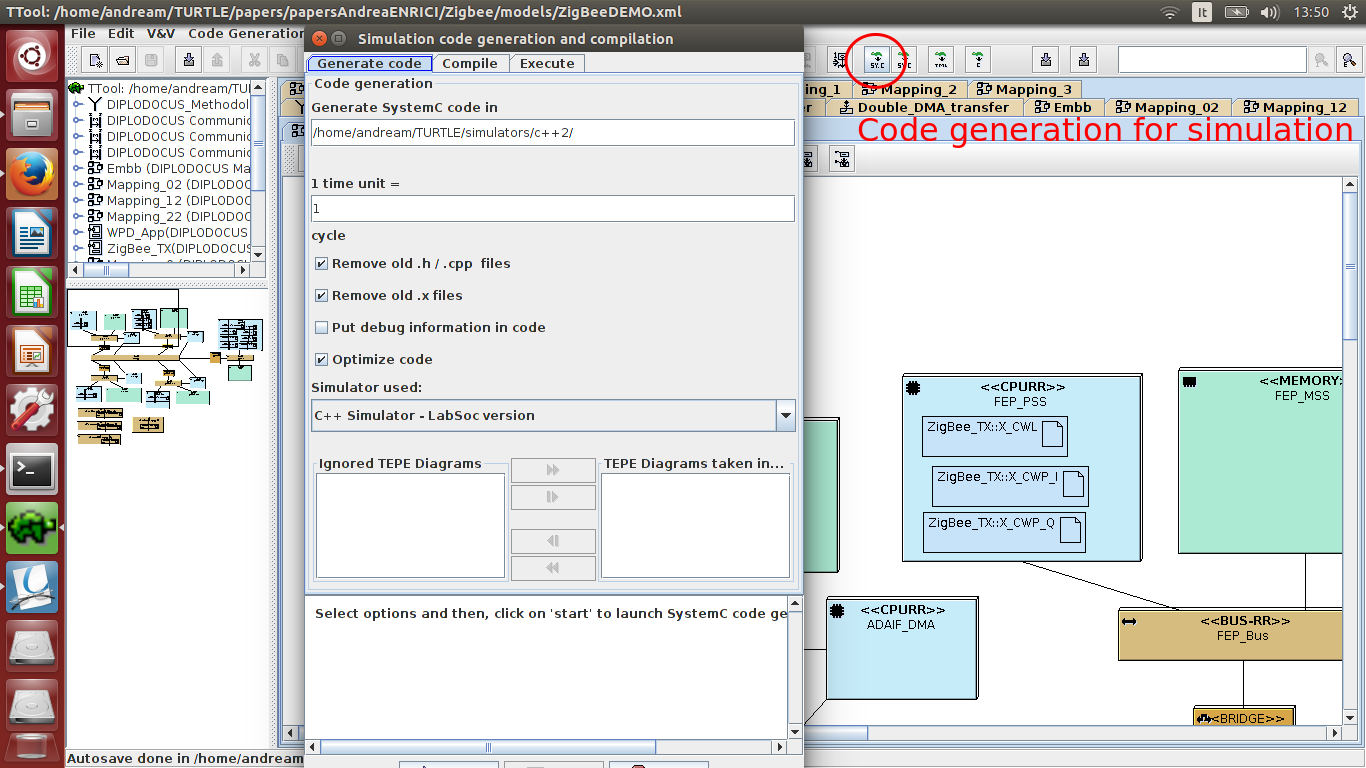 TTool: /home/andream/TURTLE/papers/papersAndreaENRICI/Zigbee/models/ZigBeeDEMO.xml
It
13:50
File Edit V&V Code Generation
Simulation code generation and compilation
Generate code
Compile
Execute
Code generation
Generate SystemC code in
/home/andream/TURTLE/simulators/c++2/
1 time unit =
1
cycle
Remove old .h / .cpp files
Remove old .x files
Put debug information in code
Optimize code
Simulator used:
C++ Simulator - LabSoc version
Ignored TEPE Diagrams
TEPE Diagrams taken in...
Select options and then, click on 'start' to launch SystemC code ge
TTool: /home/andream/TU
DIPLODOCUS_Methodol
DIPLODOCUS Communic
DIPLODOCUS Communic
DIPLODOCUS Communic
Embb (DIPLODOCUS Ma
Mapping_02 (DIPLODOC
Mapping_12 (DIPLODOC
Mapping_22 (DIPLODOC
WPD_App(DIPLODOCUS
ZigBee_TX(DIPLODOCUS
SY.C
TML
C
ng_1
Mapping_2
Mapping_3
er
Double_DMA_transfer
Embb
Mapping_02
Mapping_12
Code generation for simulation
<<CPURR>>
FEP_PSS
ZigBee_TX::X_CWL
ZigBee_TX::X_CWP_I
ZigBee_TX::X_CWP_Q
<<MEMORY>
FEP_MSS
<<CPURR>>
ADAIF_DMA
<<BUS-RR>>
FEP_Bus
<BRIDGE>>
Autosave done in /home/andream